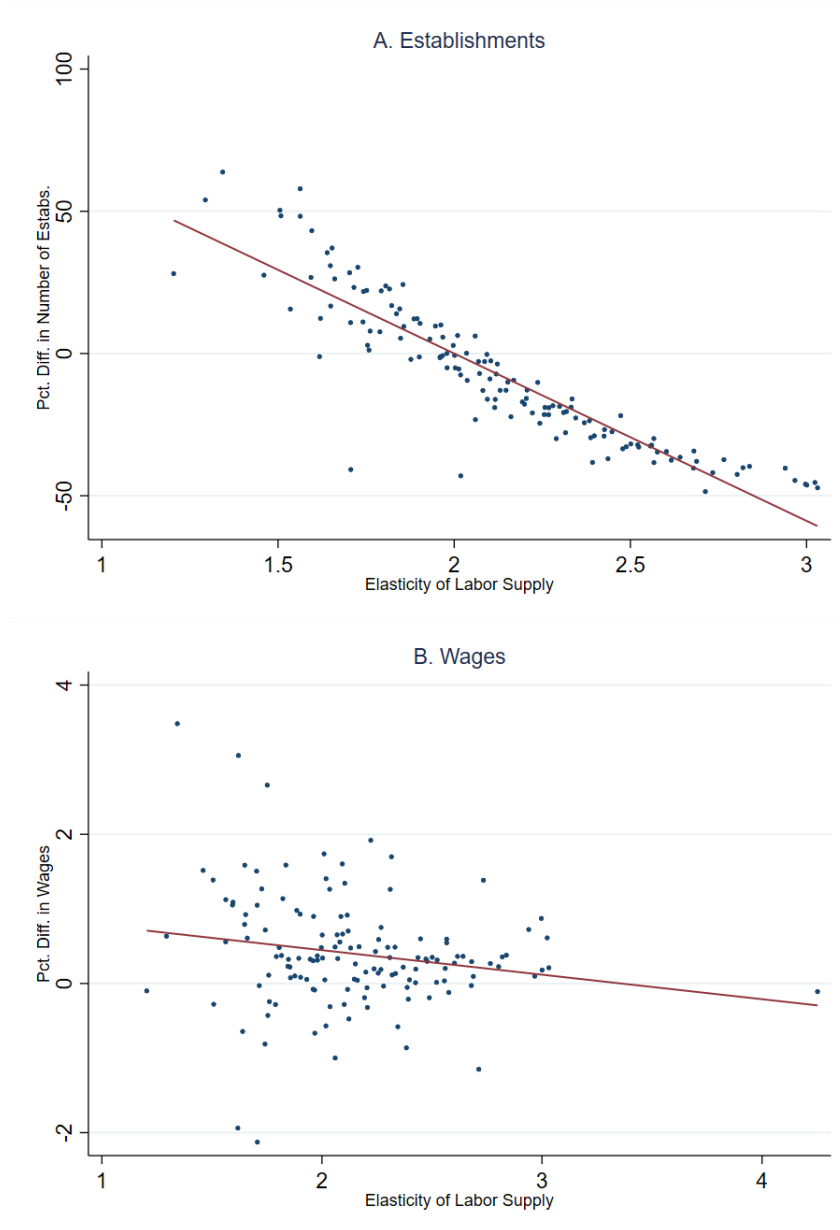 A. Establishments
100
50
0
-50
Pct. Diff. in Number of Estabs.
1 1.5 2 2.5 3
Elasticity of Labor Supply
B. Wages
4
2
0
-2
Pct. Diff. in Wages
1 2 3 4
Elasticity of Labor Supply